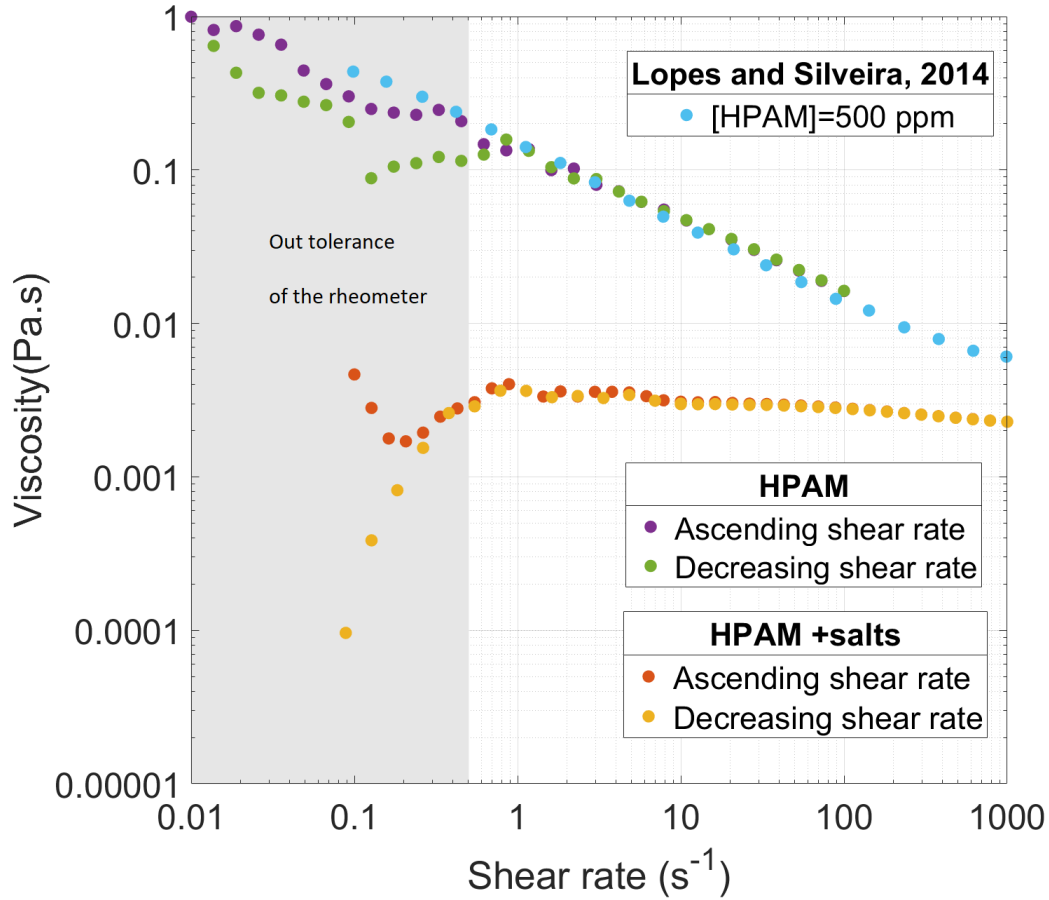 1
0.1
0.01
0.001
0.0001
0.00001
Viscosity(Pa.s)
Lopes and Silveira, 2014
[HPAM]=500 ppm
Out tolerance
of the rheometer
HPAM
Ascending shear rate
Decreasing shear rate
HPAM +salts
Ascending shear rate
Decreasing shear rate
0.01 0.1 1 10 100 1000
Shear rate (s⁻¹)